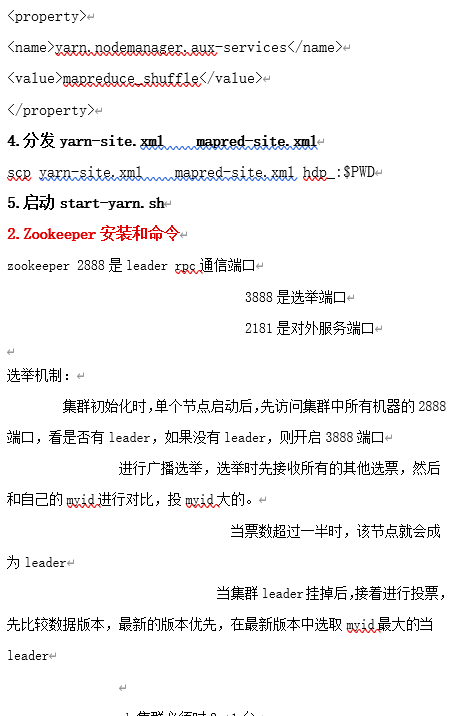 <property>
<name>yarn.nodemanager.aux-services</name>
<value>mapreduce_shuffle</value>
</property>
4.分发 yarn-site.xml    mapred-site.xml
scp yarn-site.xml    mapred-site.xml hdp_:$PWD
5.启动 start-yarn.sh
2.Zookeeper 安装和命令
zookeeper 2888 是 leader rpc 通信端口
3888 是选举端口
2181 是对外服务端口
选举机制：
集群初始化时，单个节点启动后，先访问集群中所有机器的 2888
端口，看是否有 leader，如果没有 leader，则开启 3888 端口
进行广播选举，选举时先接收所有的其他选票，然后
和自己的 myid 进行对比，投 myid 大的。
当票数超过一半时，该节点就会成
为 leader
当集群 leader 挂掉后，接着进行投票，
先比较数据版本，最新的版本优先，在最新版本中选取 myid 最大的当
leader